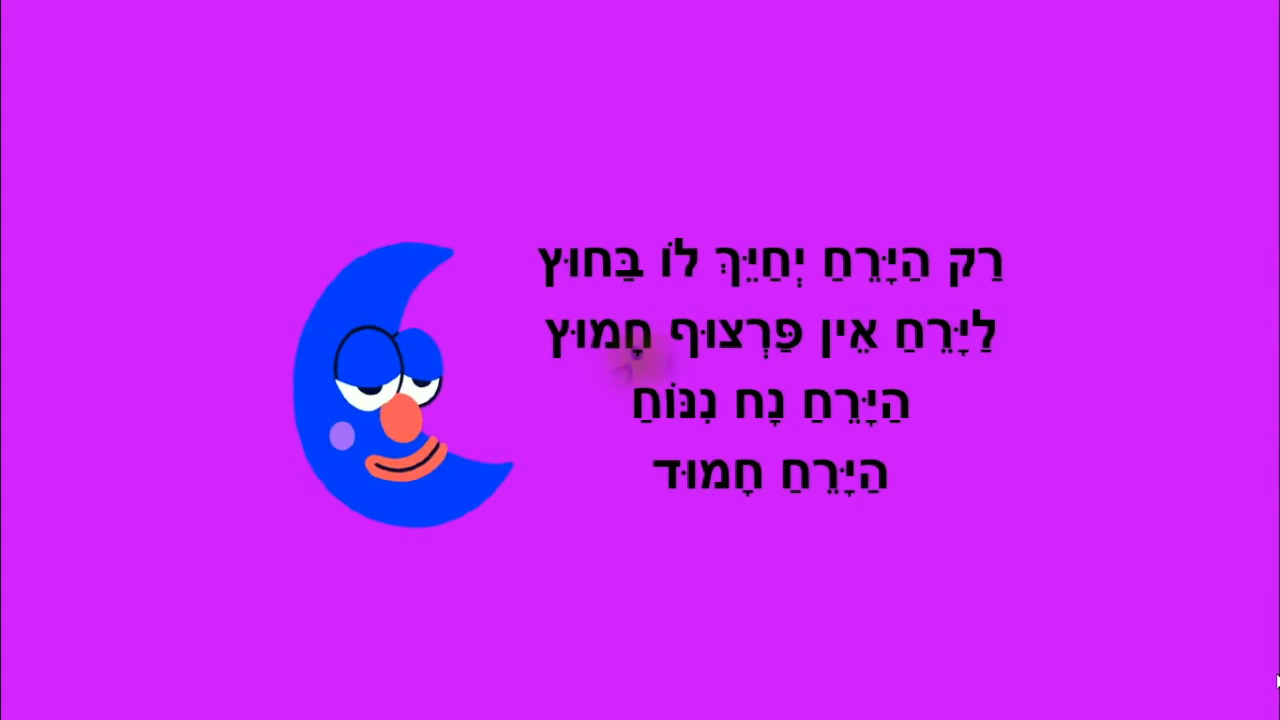 רַק הַיָּרֵחַ יְחַיֵּךְ לוֹ בַּחוּץ
לַיָּרֵחַ אֵין פַּרְצוּף חָמוּץ
הַיָּרֵחַ נָח נִנּוֹחַ
הַיָּרֵחַ חָמוּד